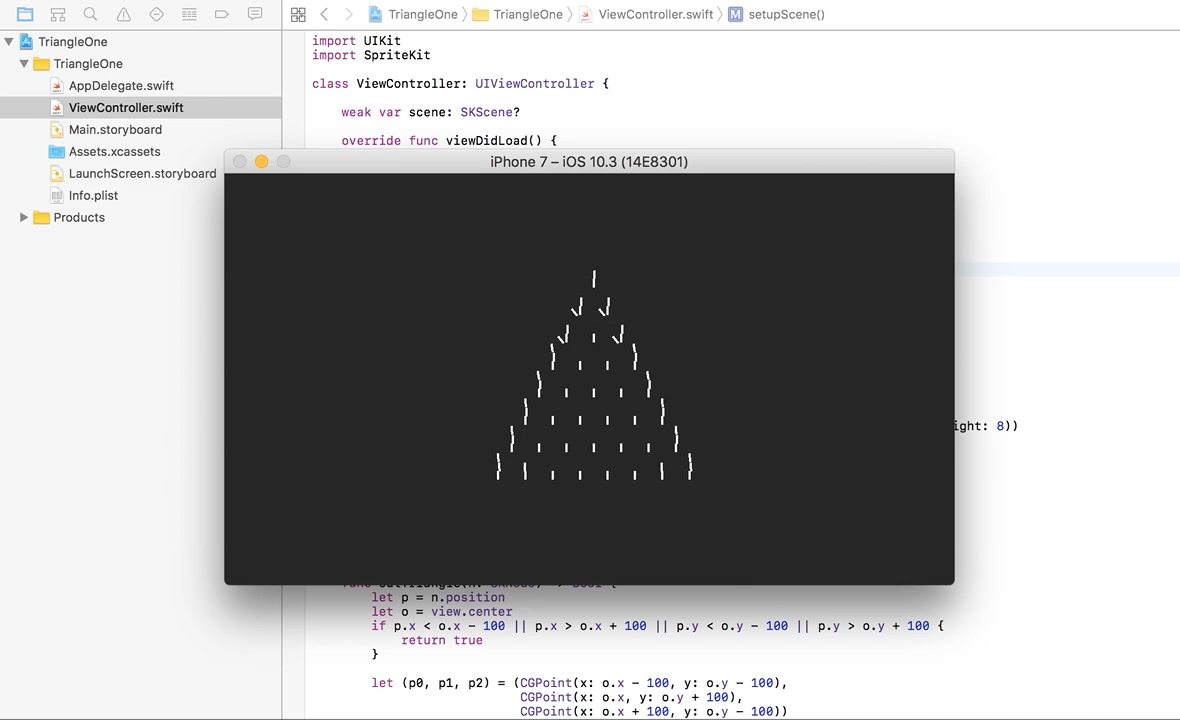 TriangleOne
TriangleOne
ViewController.swift
setupScene()
TriangleOne
TriangleOne
AppDelegate.swift
ViewController.swift
Main.storyboard
Assets.xcassets
LaunchScreen.storyboard
Info.plist
Products
import UIKit
import SpriteKit
class ViewController: UIViewController {
weak var scene: SKScene?
override func viewDidLoad() {
iPhone 7 – iOS 10.3 (14E8301)
ight: 8))
let p = n.position
let o = view.center
if p.x < o.x - 100 || p.x > o.x + 100 || p.y < o.y - 100 || p.y > o.y + 100 {
return true
}
let (p0, p1, p2) = (CGPoint(x: o.x - 100, y: o.y - 100),
CGPoint(x: o.x, y: o.y + 100),
CGPoint(x: o.x + 100, y: o.y - 100))